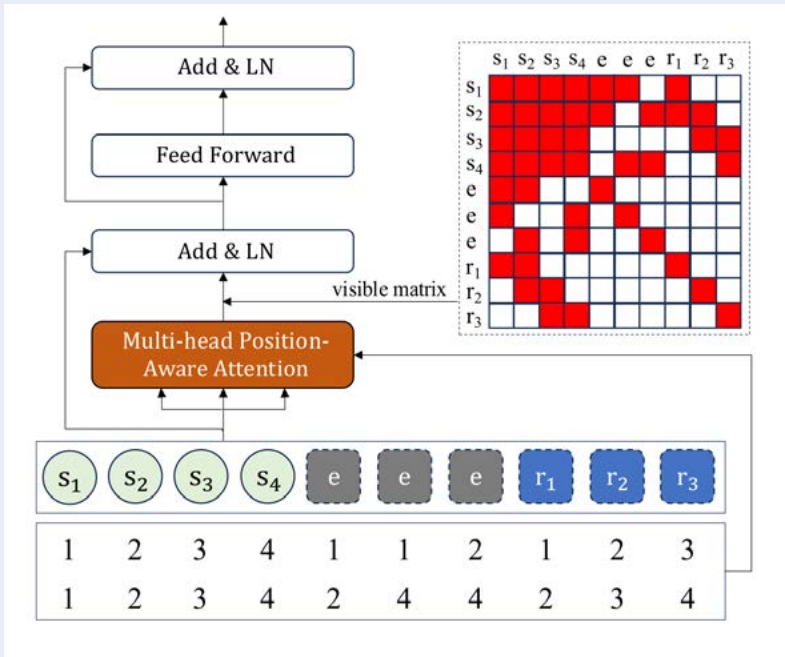 Add & LN
Feed Forward
Add & LN
visible matrix
Multi-head Position-
Aware Attention
s₁ s₂ s₃ s₄ e e e r₁ r₂ r₃
s₁
s₂
s₃
s₄
e
e
e
r₁
r₂
r₃
s₁ s₂ s₃ s₄ e e e r₁ r₂ r₃
1 2 3 4 1 1 2 1 2 3
1 2 3 4 2 4 4 2 3 4